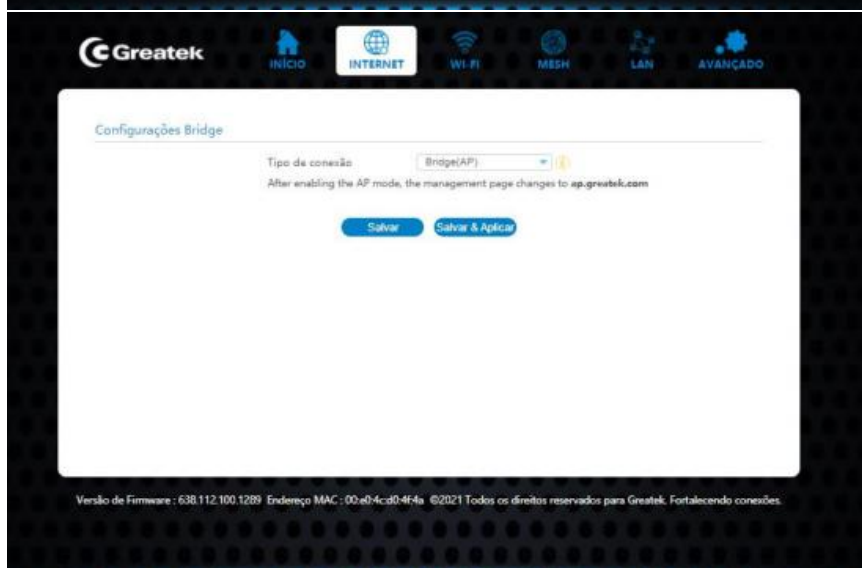 Greatek
INÍCIO INTERNET WI-FI MESH LAN AVANÇADO
Configurações Bridge
Tipo de conexão Bridge(AP)
After enabling the AP mode, the management page changes to ap.greatek.com
Salvar Salvar & Aplicar
Versão de Firmware : 638.112.100.1289 Endereço MAC : 00:e0:4c:d0:4f:4a ©2021 Todos os direitos reservados para Greatek. Fortalecendo conexões.